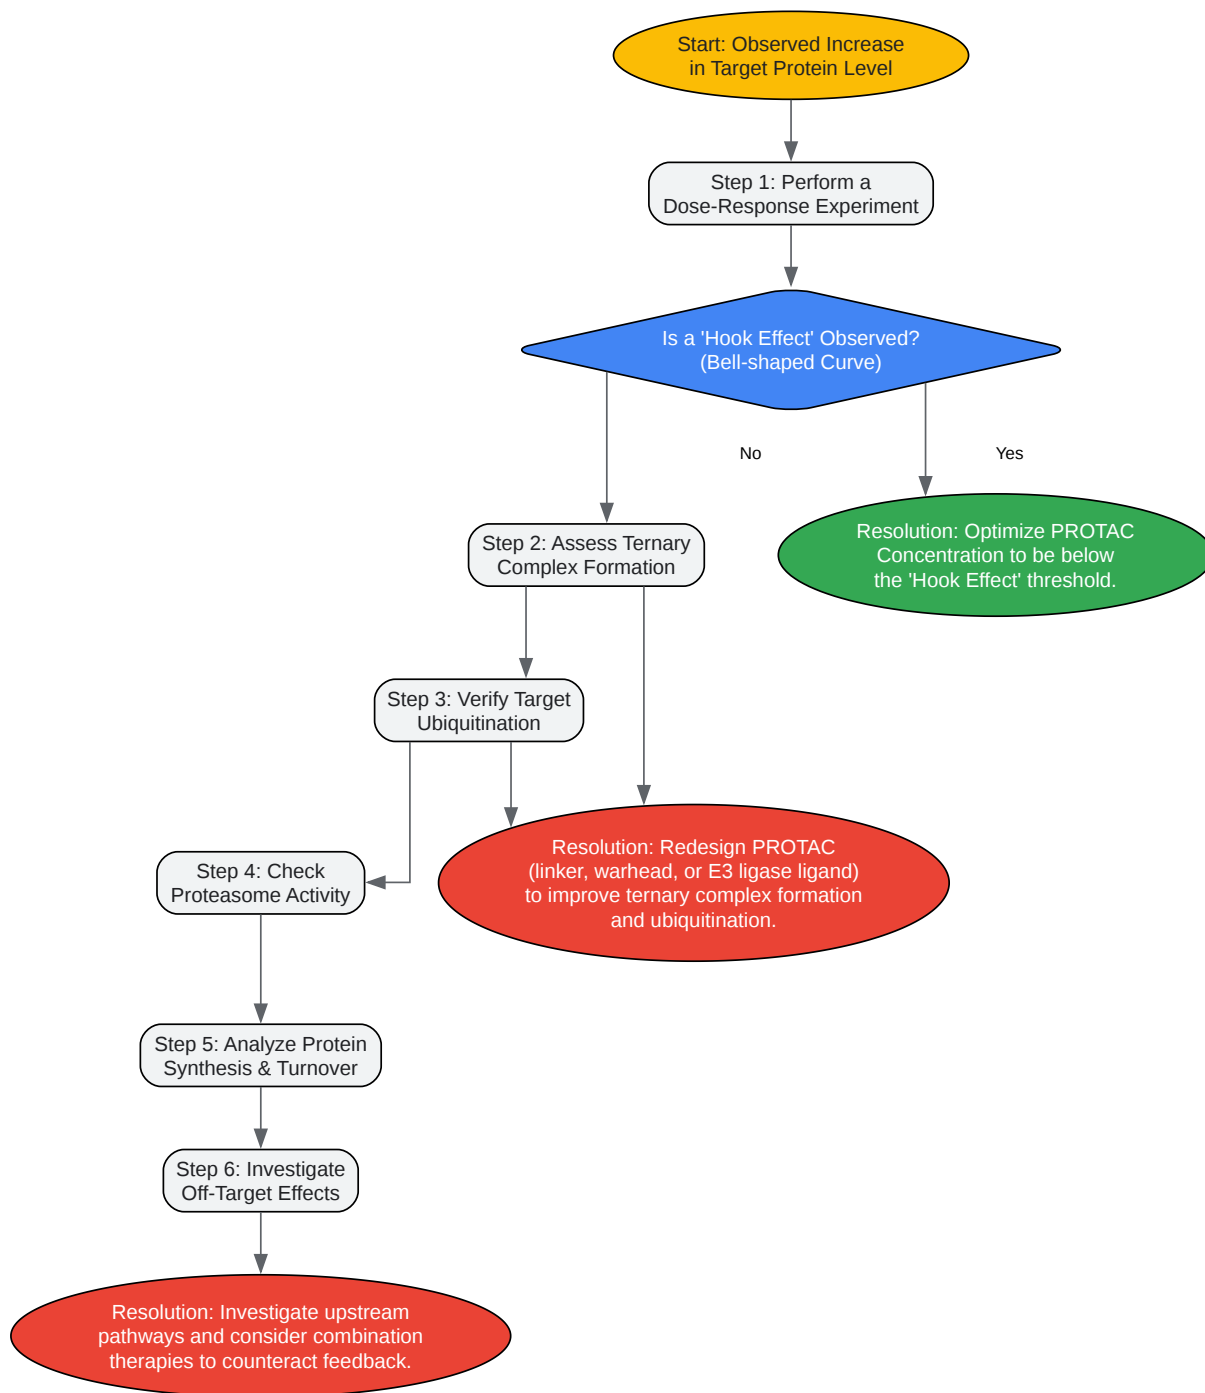 Start: Observed Increase
in Target Protein Level
Step 1: Perform a
Dose-Response Experiment
Is a 'Hook Effect' Observed?
(Bell-shaped Curve)
No
Yes
Resolution: Optimize PROTAC
Concentration to be below
the 'Hook Effect' threshold.
Step 2: Assess Ternary
Complex Formation
Step 3: Verify Target
Ubiquitination
Resolution: Redesign PROTAC
(linker, warhead, or E3 ligase ligand)
to improve ternary complex formation
and ubiquitination.
Step 4: Check
Proteasome Activity
Step 5: Analyze Protein
Synthesis & Turnover
Step 6: Investigate
Off-Target Effects
Resolution: Investigate upstream
pathways and consider combination
therapies to counteract feedback.